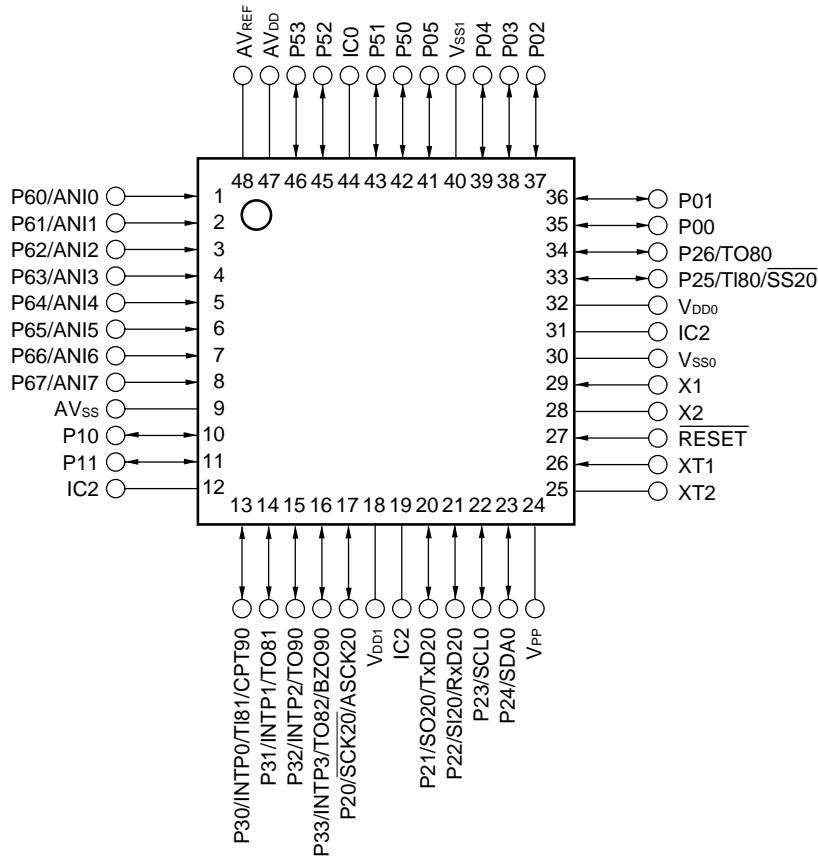 AVREF
AVDD
P53
P52
IC0
P51
P50
P05
VSS1
P04
P03
P02
48 47 46 45 44 43 42 41 40 39 38 37
P60/ANI0 1
P61/ANI1 2
P62/ANI2 3
P63/ANI3 4
P64/ANI4 5
P65/ANI5 6
P66/ANI6 7
P67/ANI7 8
AVSS 9
P10 10
P11 11
IC2 12
36 P01
35 P00
34 P26/TO80
33 P25/TI80/SS20
32 VDD0
31 IC2
30 VSS0
29 X1
28 X2
27 RESET
26 XT1
25 XT2
13 14 15 16 17 18 19 20 21 22 23 24
P30/INTP0/TI81/CPT90
P31/INTP1/TO81
P32/INTP2/TO90
P33/INTP3/TO82/BZO90
P20/SCK20/ASCK20
VDD1
IC2
P21/SO20/TxD20
P22/SI20/RxD20
P23/SCL0
P24/SDA0
VPP